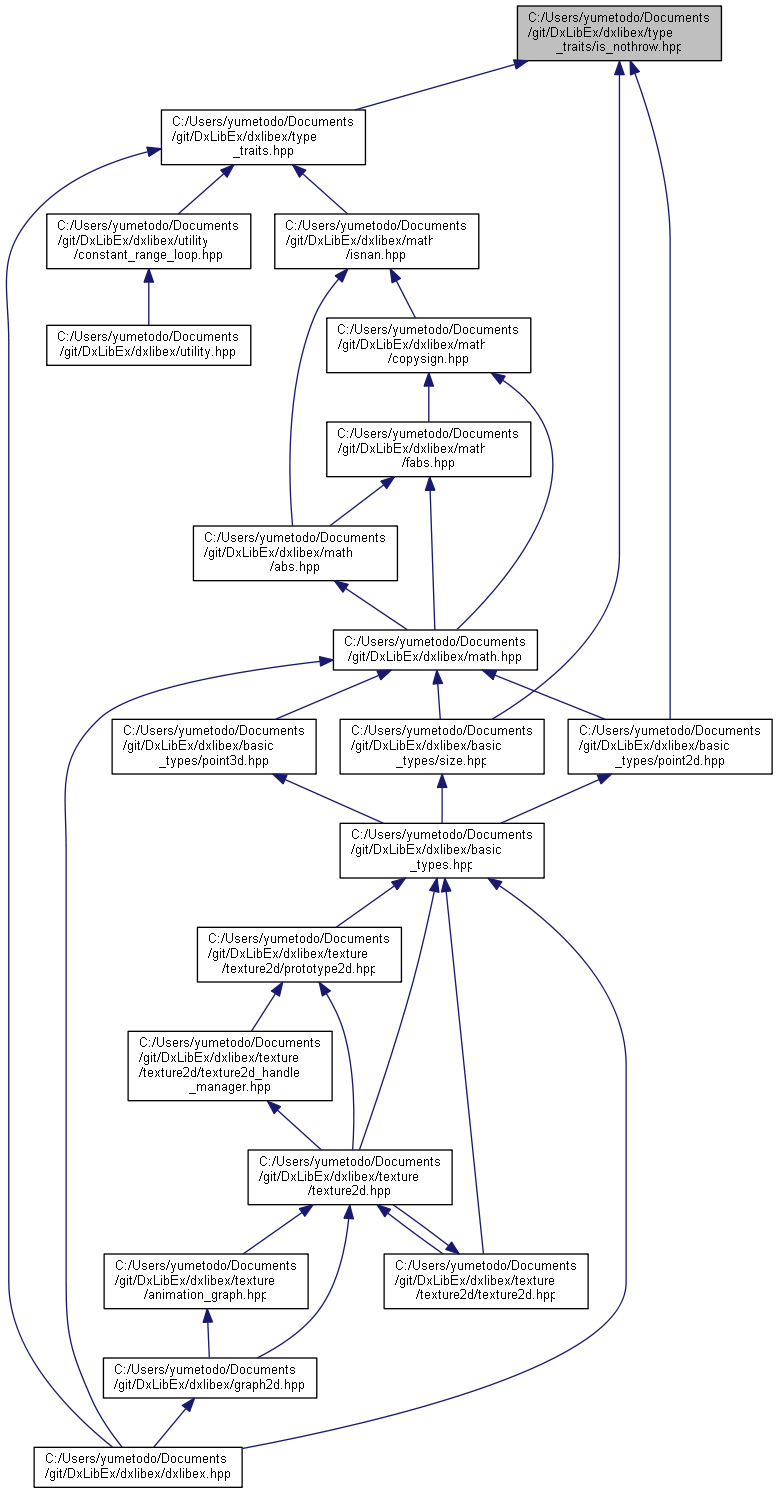 C:/Users/yumetodo/Documents
/git/DxLibEx/dxlibex/type
_traits/is_nothrow.hpp
C:/Users/yumetodo/Documents
/git/DxLibEx/dxlibex/type
_traits.hpp
C:/Users/yumetodo/Documents
/git/DxLibEx/dxlibex/utility
/constant_range_loop.hpp
C:/Users/yumetodo/Documents
/git/DxLibEx/dxlibex/math
/isnan.hpp
C:/Users/yumetodo/Documents
/git/DxLibEx/dxlibex/utility.hpp
C:/Users/yumetodo/Documents
/git/DxLibEx/dxlibex/math
/copysign.hpp
C:/Users/yumetodo/Documents
/git/DxLibEx/dxlibex/math
/fabs.hpp
C:/Users/yumetodo/Documents
/git/DxLibEx/dxlibex/math
/abs.hpp
C:/Users/yumetodo/Documents
/git/DxLibEx/dxlibex/math.hpp
C:/Users/yumetodo/Documents
/git/DxLibEx/dxlibex/basic
_types/point3d.hpp
C:/Users/yumetodo/Documents
/git/DxLibEx/dxlibex/basic
_types/size.hpp
C:/Users/yumetodo/Documents
/git/DxLibEx/dxlibex/basic
_types/point2d.hpp
C:/Users/yumetodo/Documents
/git/DxLibEx/dxlibex/basic
_types.hpp
C:/Users/yumetodo/Documents
/git/DxLibEx/dxlibex/texture
/texture2d/prototype2d.hpp
C:/Users/yumetodo/Documents
/git/DxLibEx/dxlibex/texture
/texture2d/texture2d_handle
_manager.hpp
C:/Users/yumetodo/Documents
/git/DxLibEx/dxlibex/texture
/texture2d.hpp
C:/Users/yumetodo/Documents
/git/DxLibEx/dxlibex/texture
/animation_graph.hpp
C:/Users/yumetodo/Documents
/git/DxLibEx/dxlibex/texture
/texture2d/texture2d.hpp
C:/Users/yumetodo/Documents
/git/DxLibEx/dxlibex/graph2d.hpp
C:/Users/yumetodo/Documents
/git/DxLibEx/dxlibex/dxlibex.hpp